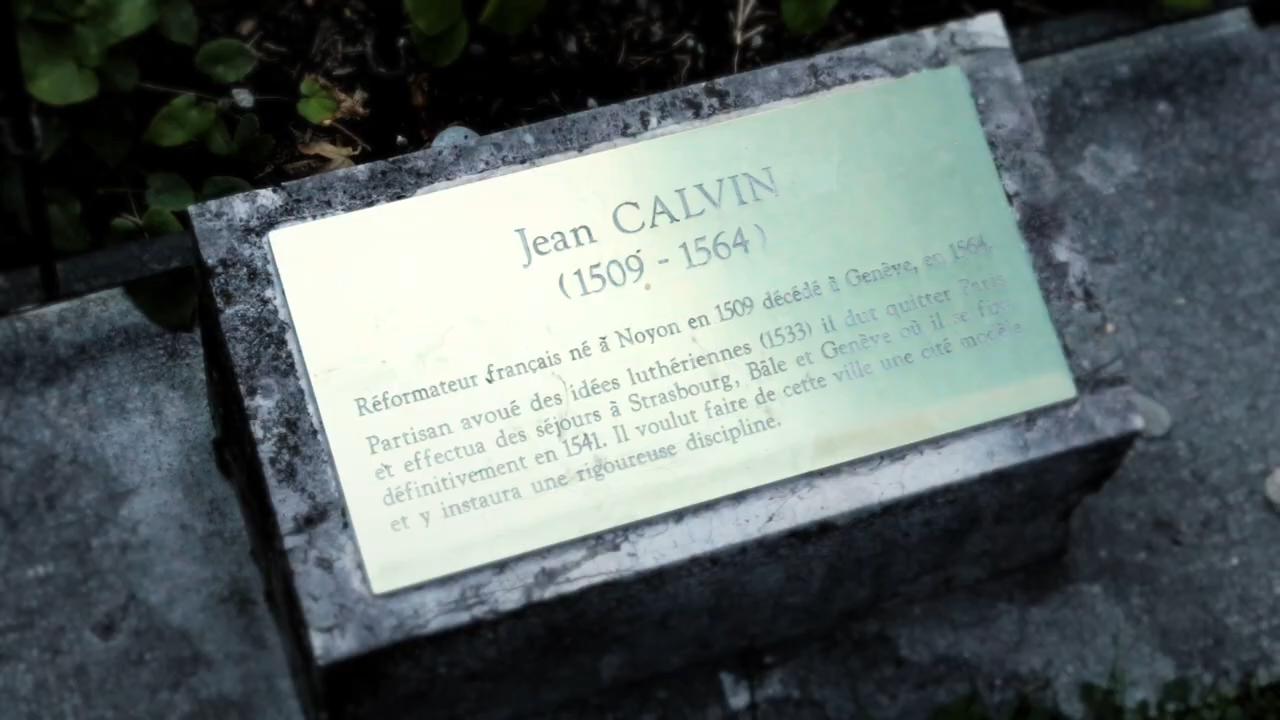 Jean CALVIN
(1509 - 1564)
Réformateur français né à Noyon en 1509 décédé à Genève, en 1564.
Partisan avoué des idées luthériennes (1533) il dut quitter Paris
et effectua des séjours à Strasbourg, Bâle et Genève où il se fixa
définitivement en 1541. Il voulut faire de cette ville une cité modèle
et y instaura une rigoureuse discipline.